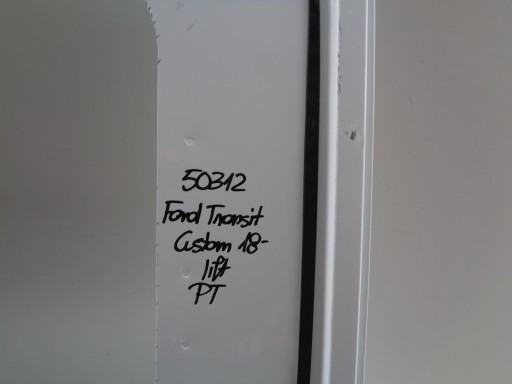 50312
Ford Transit
Custom 18-
lift
PT